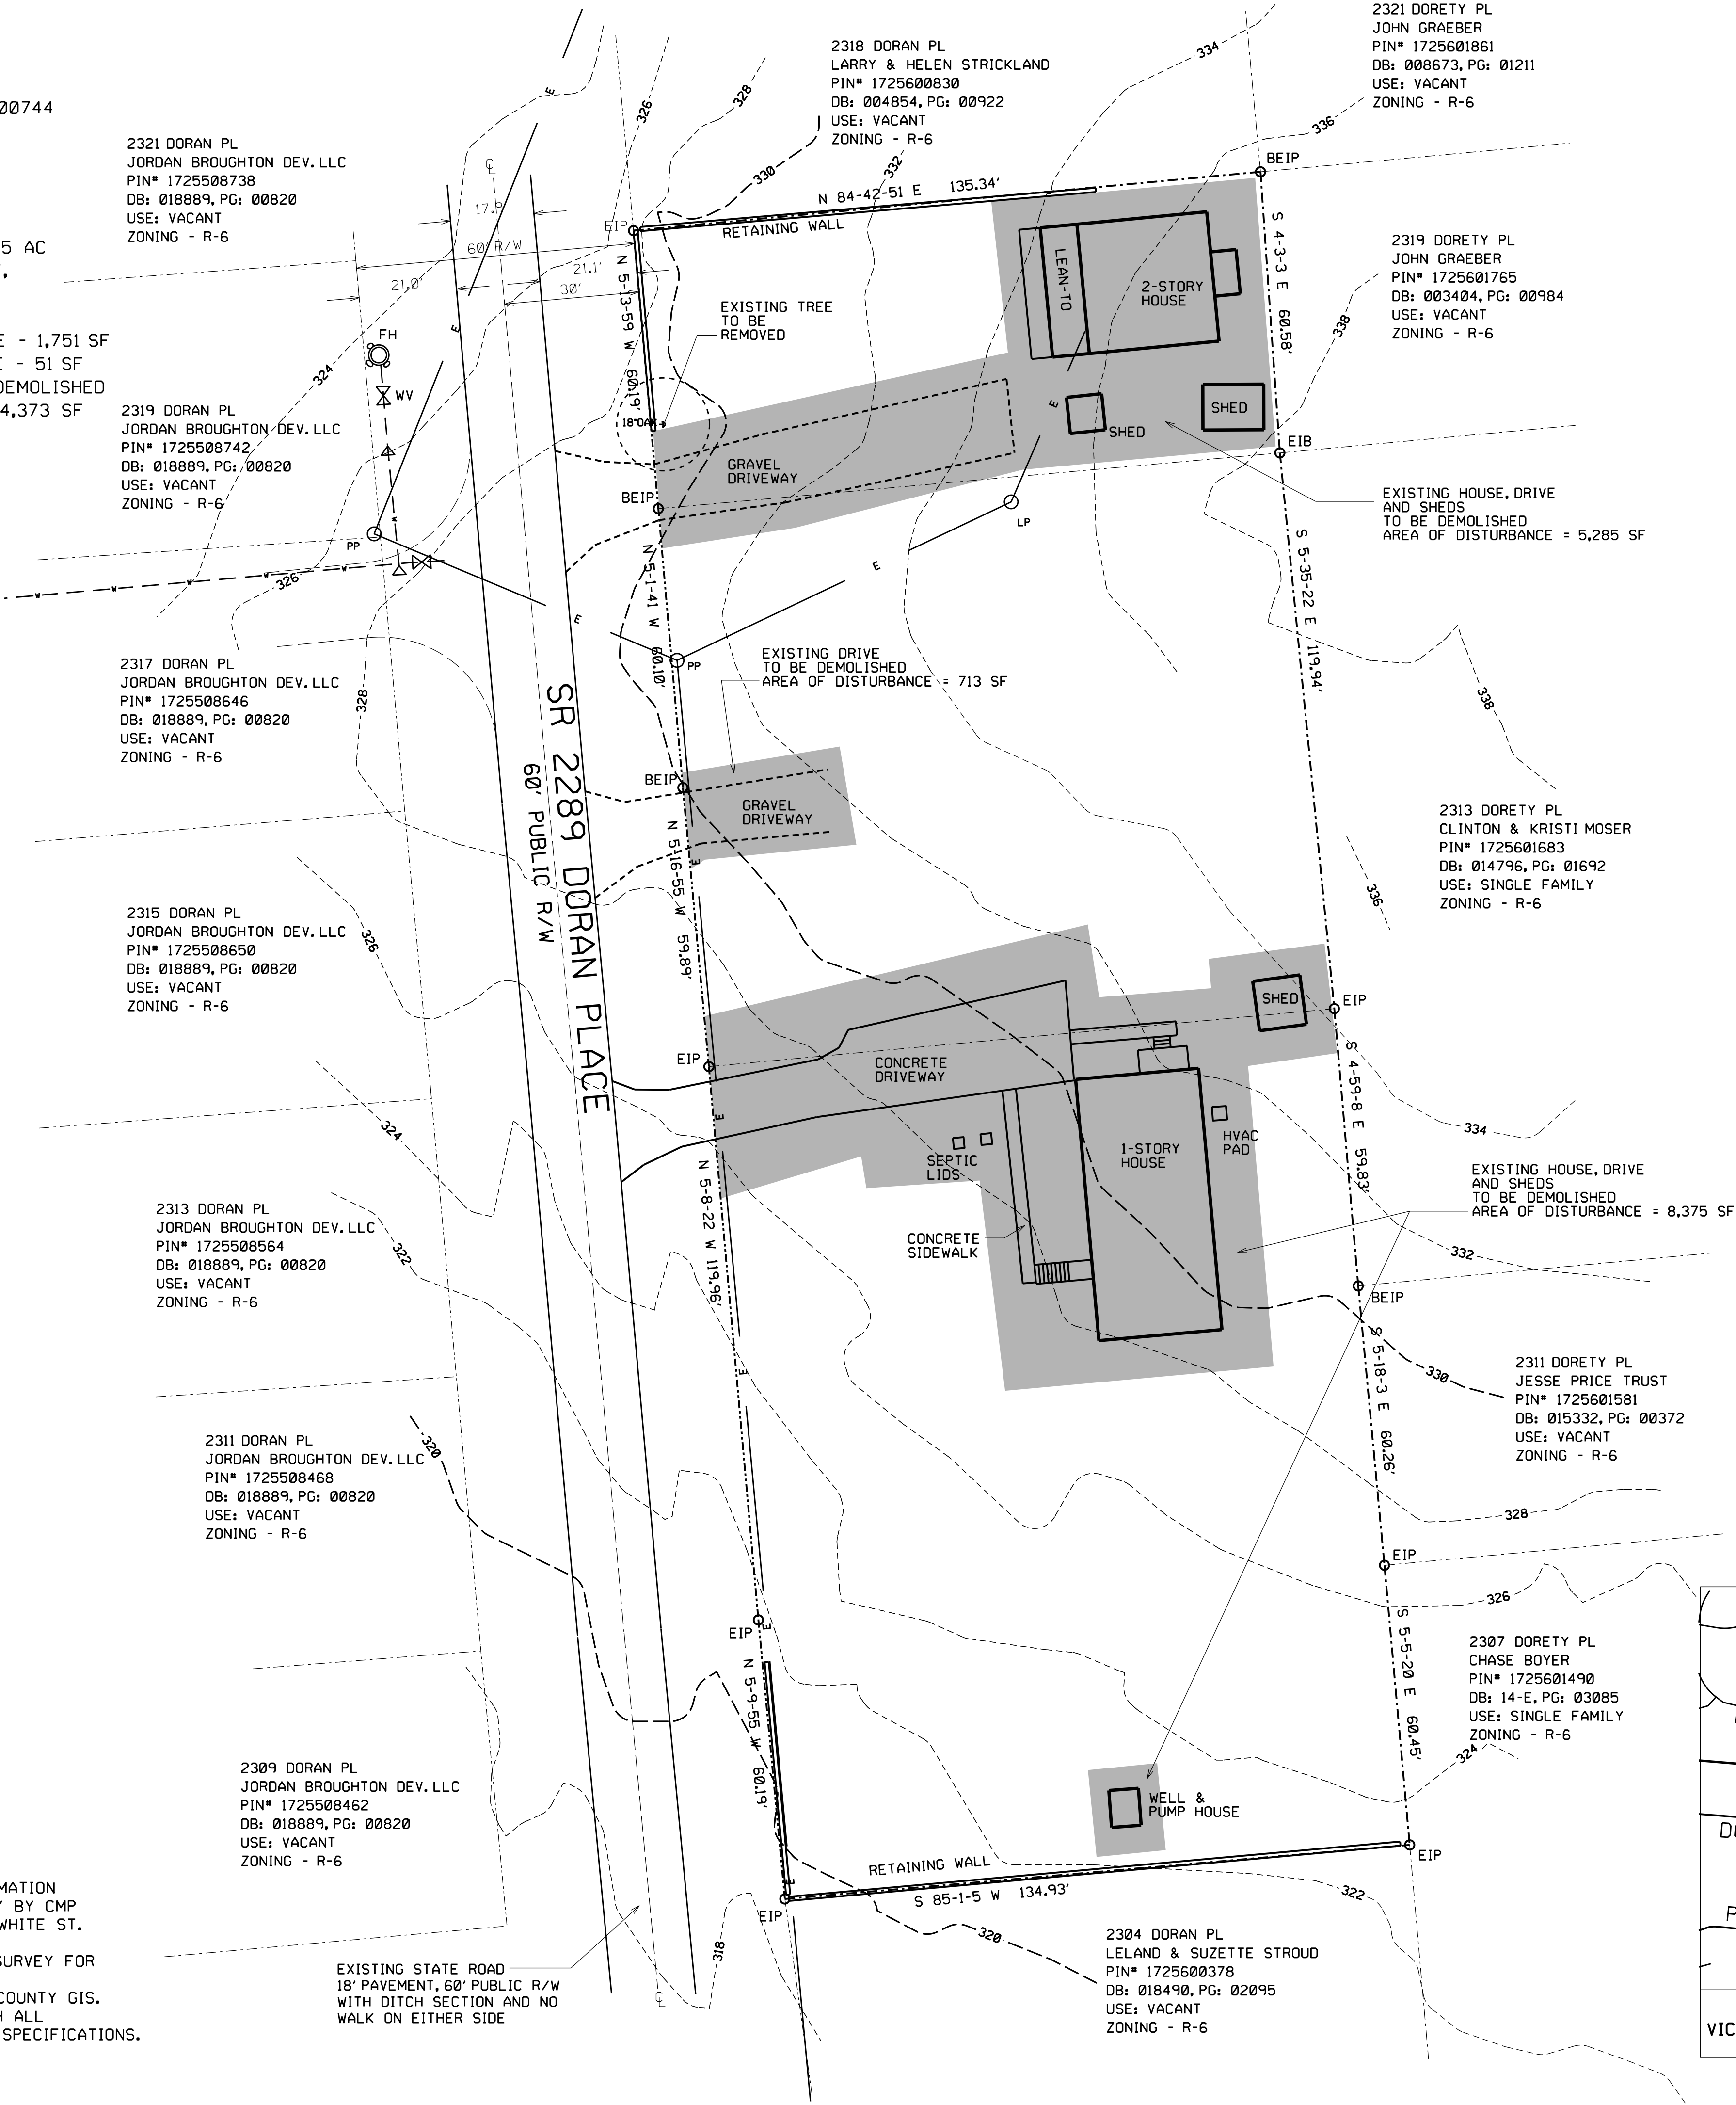 00744
5 AC
E - 1,751 SF
E - 51 SF
DEMOLISHED
4,373 SF
2321 DORAN PL
JORDAN BROUGHTON DEV. LLC
PIN# 1725508738
DB: 018889, PG: 00820
USE: VACANT
ZONING - R-6
2318 DORAN PL
LARRY & HELEN STRICKLAND
PIN# 1725600830
DB: 004854, PG: 00922
USE: VACANT
ZONING - R-6
2321 DORETY PL
JOHN GRAEBER
PIN# 1725601861
DB: 008673, PG: 01211
USE: VACANT
ZONING - R-6
2319 DORETY PL
JOHN GRAEBER
PIN# 1725601765
DB: 003404, PG: 00984
USE: VACANT
ZONING - R-6
326
328
330
332
334
336
338
BEIP
N 84-42-51 E 135.34'
RETAINING WALL
EIP
17.9
60' R/W
21.1'
21.0'
30'
N 5-13-59 W 60.19'
S 4-3-3 E 60.58'
EXISTING TREE
TO BE
REMOVED
18"OAK
LEAN-TO
2-STORY
HOUSE
SHED
SHED
EIB
FH
WV
324
2319 DORAN PL
JORDAN BROUGHTON DEV. LLC
PIN# 1725508742
DB: 018889, PG: 00820
USE: VACANT
ZONING - R-6
GRAVEL
DRIVEWAY
BEIP
LP
E
E
E
E
PP
W W W W W
326
EXISTING HOUSE, DRIVE
AND SHEDS
TO BE DEMOLISHED
AREA OF DISTURBANCE = 5,285 SF
N 5-1-41 W 60.10'
S 5-35-22 E 119.94'
2317 DORAN PL
JORDAN BROUGHTON DEV. LLC
PIN# 1725508646
DB: 018889, PG: 00820
USE: VACANT
ZONING - R-6
328
PP
EXISTING DRIVE
TO BE DEMOLISHED
AREA OF DISTURBANCE = 713 SF
338
SR 2289 DORAN PLACE
60' PUBLIC R/W
BEIP
GRAVEL
DRIVEWAY
N 5-16-55 W 59.89'
2313 DORETY PL
CLINTON & KRISTI MOSER
PIN# 1725601683
DB: 014796, PG: 01692
USE: SINGLE FAMILY
ZONING - R-6
336
2315 DORAN PL
JORDAN BROUGHTON DEV. LLC
PIN# 1725508650
DB: 018889, PG: 00820
USE: VACANT
ZONING - R-6
326
SHED
EIP
EIP
CONCRETE
DRIVEWAY
S 4-59-8 E 59.83'
324
334
SEPTIC
LIDS
1-STORY
HOUSE
HVAC
PAD
N 5-8-22 W 119.96'
EXISTING HOUSE, DRIVE
AND SHEDS
TO BE DEMOLISHED
AREA OF DISTURBANCE = 8,375 SF
2313 DORAN PL
JORDAN BROUGHTON DEV. LLC
PIN# 1725508564
DB: 018889, PG: 00820
USE: VACANT
ZONING - R-6
322
CONCRETE
SIDEWALK
332
BEIP
S 5-18-3 E 60.26'
330
2311 DORETY PL
JESSE PRICE TRUST
PIN# 1725601581
DB: 015332, PG: 00372
USE: VACANT
ZONING - R-6
2311 DORAN PL
JORDAN BROUGHTON DEV. LLC
PIN# 1725508468
DB: 018889, PG: 00820
USE: VACANT
ZONING - R-6
320
328
EIP
326
EIP
N 5-9-55 W 60.19'
S 5-5-20 E 60.45'
2307 DORETY PL
CHASE BOYER
PIN# 1725601490
DB: 14-E, PG: 03085
USE: SINGLE FAMILY
ZONING - R-6
324
2309 DORAN PL
JORDAN BROUGHTON DEV. LLC
PIN# 1725508462
DB: 018889, PG: 00820
USE: VACANT
ZONING - R-6
WELL &
PUMP HOUSE
EIP
RETAINING WALL
S 85-1-5 W 134.93'
EIP
322
320
318
2304 DORAN PL
LELAND & SUZETTE STROUD
PIN# 1725600378
DB: 018490, PG: 02095
USE: VACANT
ZONING - R-6
EXISTING STATE ROAD
18' PAVEMENT, 60' PUBLIC R/W
WITH DITCH SECTION AND NO
WALK ON EITHER SIDE
MATION
Y BY CMP
WHITE ST.
SURVEY FOR
COUNTY GIS.
H ALL
SPECIFICATIONS.
DO
P
VIC